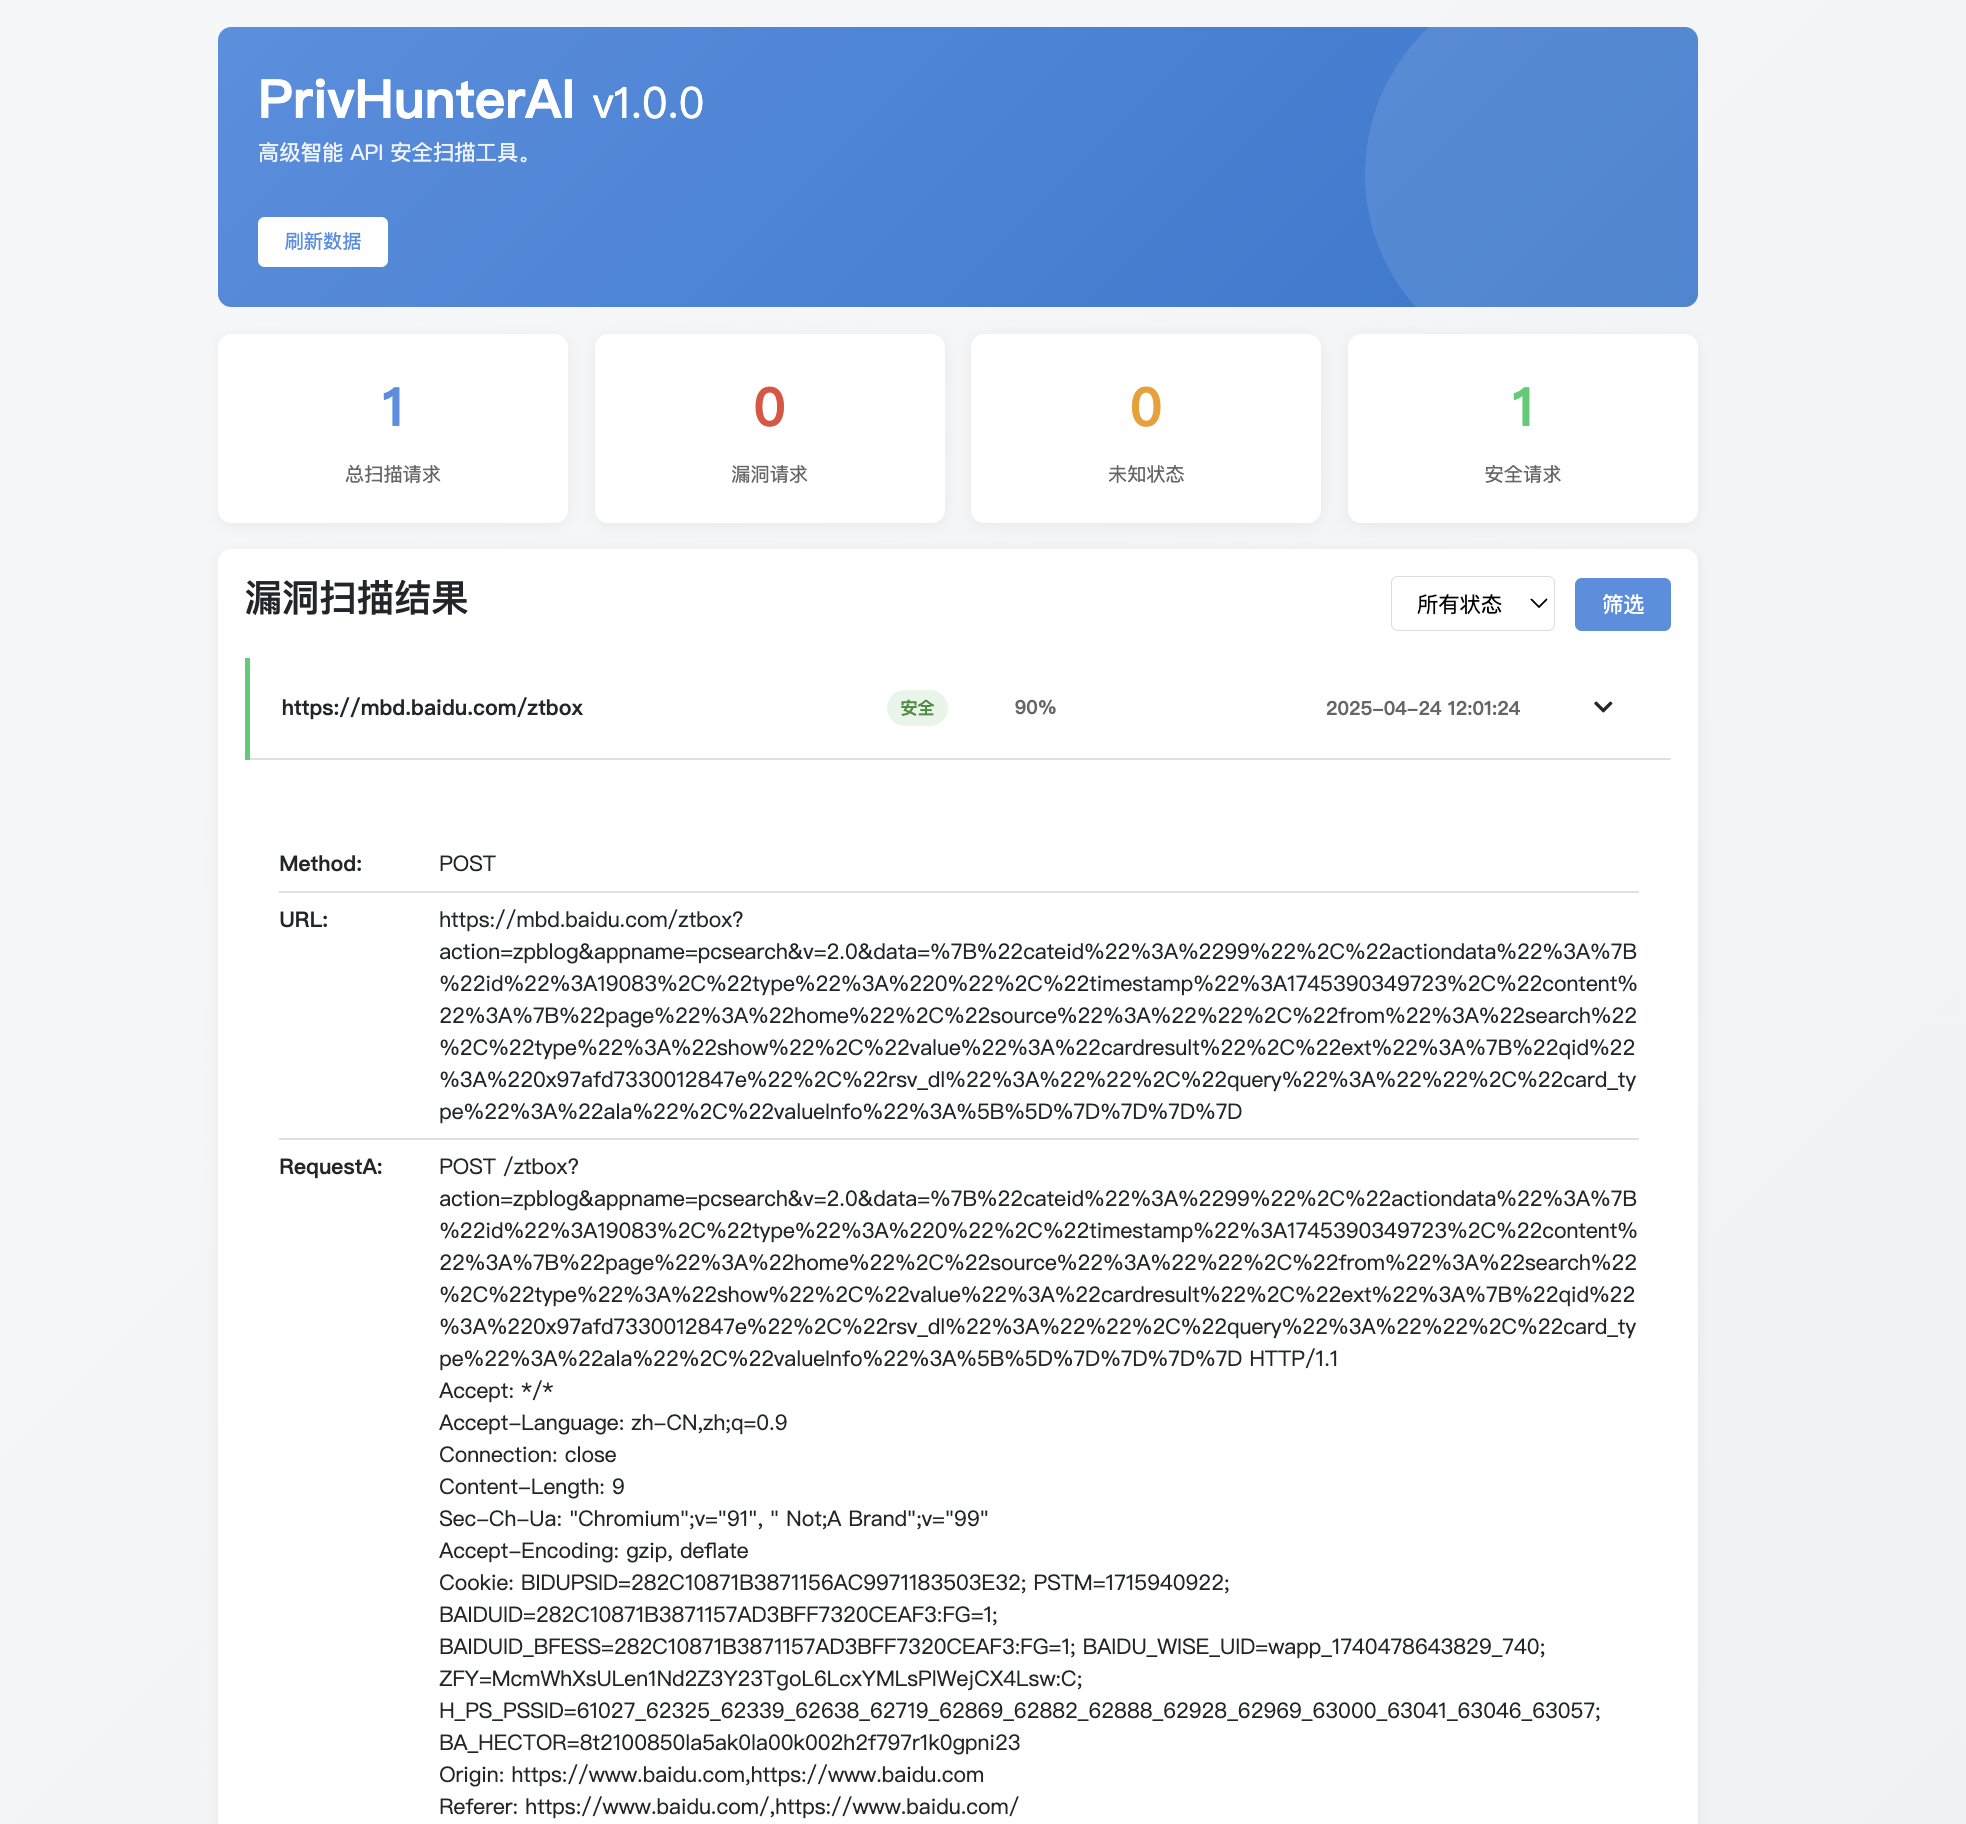 PrivHunterAI v1.0.0
高级智能 API 安全扫描工具。
刷新数据
1
总扫描请求
0
漏洞请求
0
未知状态
1
安全请求
漏洞扫描结果
所有状态
筛选
https://mbd.baidu.com/ztbox
安全
90%
2025-04-24 12:01:24
Method:
POST
URL:
https://mbd.baidu.com/ztbox?
action=zpblog&appname=pcsearch&v=2.0&data=%7B%22cateid%22%3A%2299%22%2C%22actiondata%22%3A%7B
%22id%22%3A19083%2C%22type%22%3A%220%22%2C%22timestamp%22%3A1745390349723%2C%22content%
22%3A%7B%22page%22%3A%22home%22%2C%22source%22%3A%22%22%2C%22from%22%3A%22search%22
%2C%22type%22%3A%22show%22%2C%22value%22%3A%22cardresult%22%2C%22ext%22%3A%7B%22qid%22
%3A%220x97afd7330012847e%22%2C%22rsv_dl%22%3A%22%22%2C%22query%22%3A%22%22%2C%22card_ty
pe%22%3A%22ala%22%2C%22valueInfo%22%3A%5B%5D%7D%7D%7D%7D
RequestA:
POST /ztbox?
action=zpblog&appname=pcsearch&v=2.0&data=%7B%22cateid%22%3A%2299%22%2C%22actiondata%22%3A%7B
%22id%22%3A19083%2C%22type%22%3A%220%22%2C%22timestamp%22%3A1745390349723%2C%22content%
22%3A%7B%22page%22%3A%22home%22%2C%22source%22%3A%22%22%2C%22from%22%3A%22search%22
%2C%22type%22%3A%22show%22%2C%22value%22%3A%22cardresult%22%2C%22ext%22%3A%7B%22qid%22
%3A%220x97afd7330012847e%22%2C%22rsv_dl%22%3A%22%22%2C%22query%22%3A%22%22%2C%22card_ty
pe%22%3A%22ala%22%2C%22valueInfo%22%3A%5B%5D%7D%7D%7D%7D HTTP/1.1
Accept: */*
Accept-Language: zh-CN,zh;q=0.9
Connection: close
Content-Length: 9
Sec-Ch-Ua: "Chromium";v="91", " Not;A Brand";v="99"
Accept-Encoding: gzip, deflate
Cookie: BIDUPSID=282C10871B3871156AC9971183503E32; PSTM=1715940922;
BAIDUID=282C10871B3871157AD3BFF7320CEAF3:FG=1;
BAIDUID_BFESS=282C10871B3871157AD3BFF7320CEAF3:FG=1; BAIDU_WISE_UID=wapp_1740478643829_740;
ZFY=McmWhXsULen1Nd2Z3Y23TgoL6LcxYMLsPlWejCX4Lsw:C;
H_PS_PSSID=61027_62325_62339_62638_62719_62869_62882_62888_62928_62969_63000_63041_63046_63057;
BA_HECTOR=8t2100850la5ak0la00k002h2f797r1k0gpni23
Origin: https://www.baidu.com,https://www.baidu.com
Referer: https://www.baidu.com/,https://www.baidu.com/